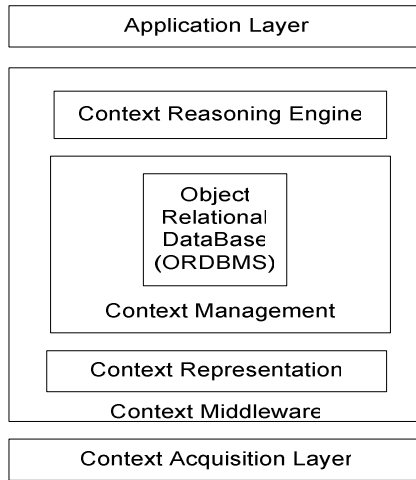 Application Layer
Context Reasoning Engine
Object
Relational
DataBase
(ORDBMS)
Context Management
Context Representation
Context Middleware
Context Acquisition Layer